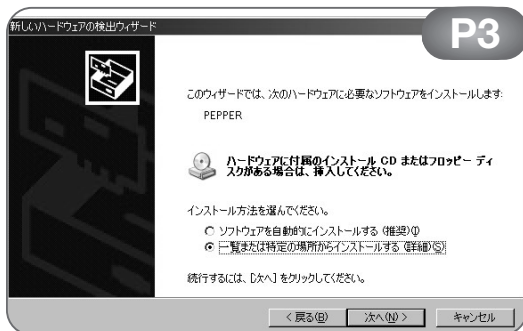 新しいハードウェアの検出ウィザード
P3
このウィザードでは、次のハードウェアに必要なソフトウェアをインストールします:
PEPPER
ハードウェアに付属のインストール CD またはフロッピー ディ
スクがある場合は、挿入してください。
インストール方法を選んでください。
ソフトウェアを自動的にインストールする (推奨)(I)
一覧または特定の場所からインストールする (詳細)(S)
続行するには、[次へ] をクリックしてください。
< 戻る(B)
次へ(N) >
キャンセル